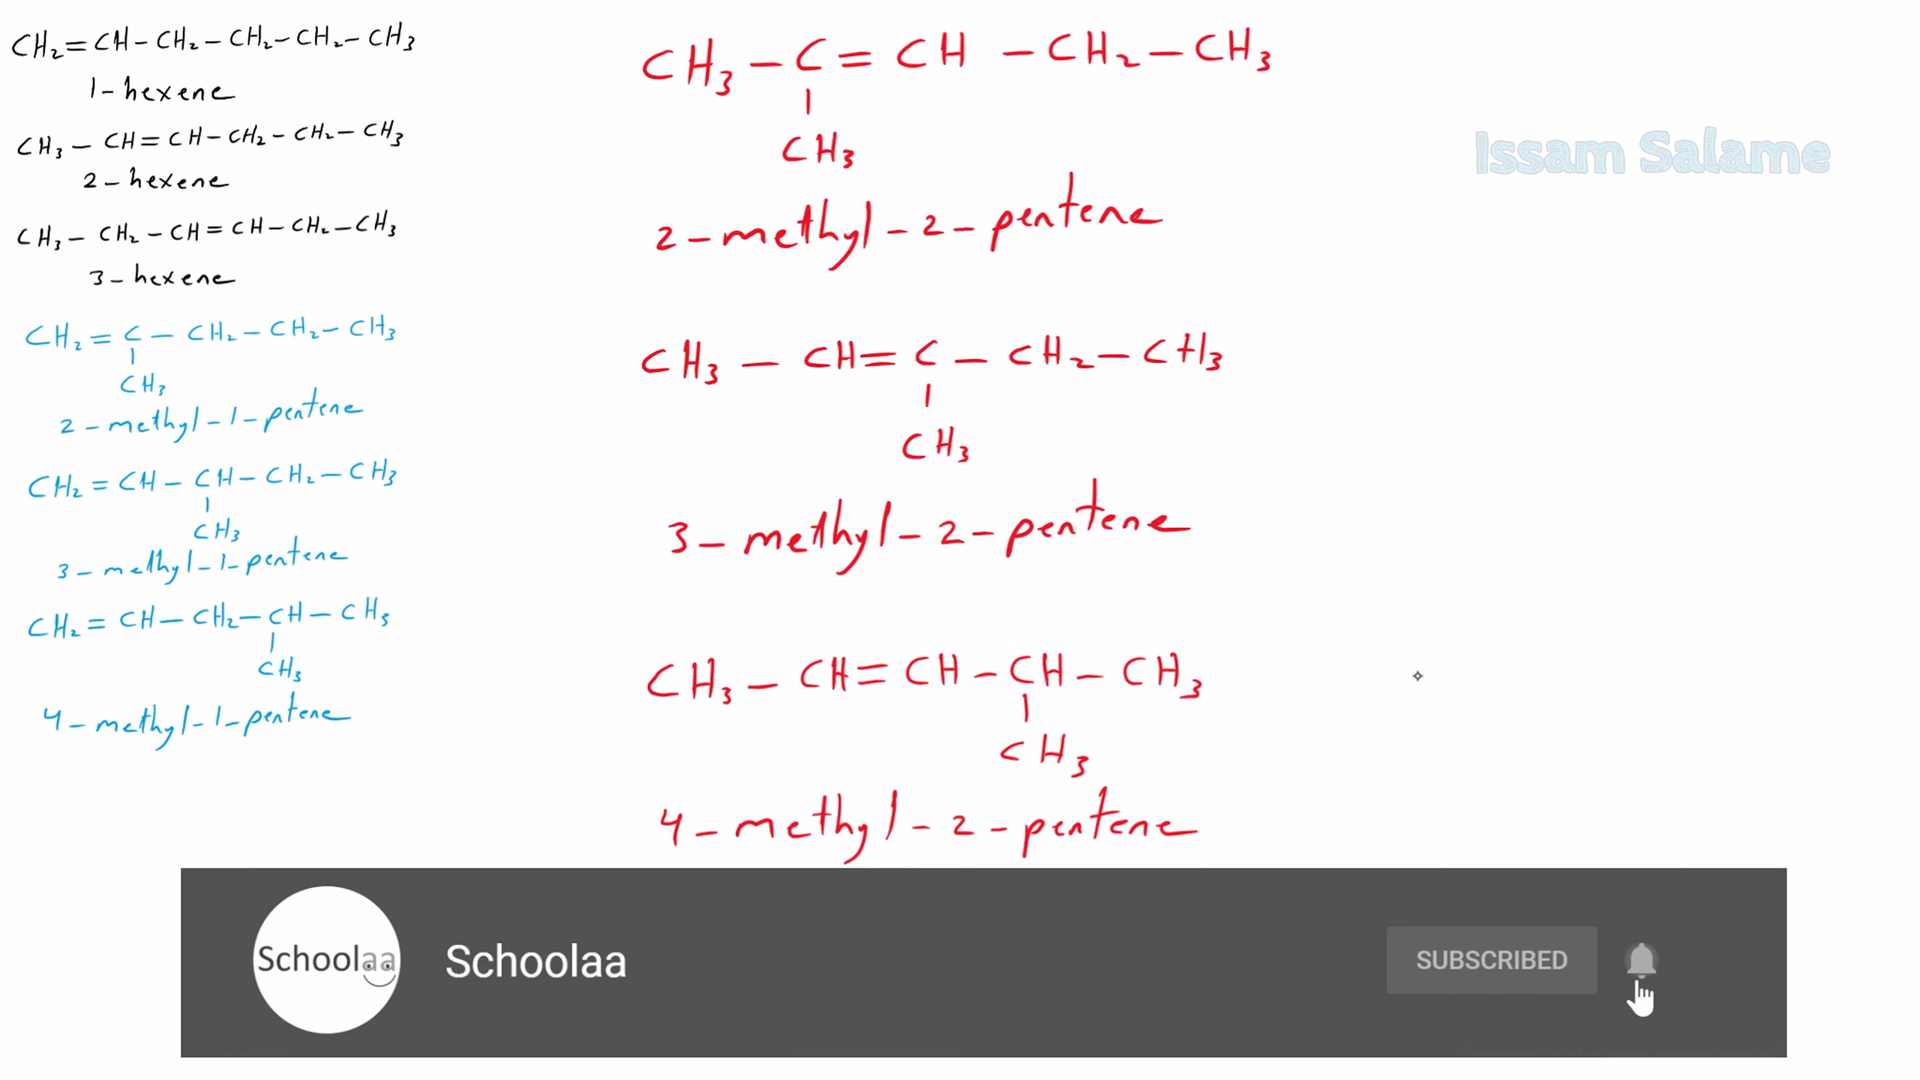 CH₂=CH-CH₂-CH₂-CH₂-CH₃
1-hexene
CH₃-CH=CH-CH₂-CH₂-CH₃
2-hexene
CH₃-CH₂-CH=CH-CH₂-CH₃
3-hexene
CH₂=C-CH₂-CH₂-CH₃
CH₃
2-methyl-1-pentene
CH₂=CH-CH-CH₂-CH₃
CH₃
3-methyl-1-pentene
CH₂=CH-CH₂-CH-CH₃
CH₃
4-methyl-1-pentene
CH₃-C=CH-CH₂-CH₃
CH₃
2-methyl-2-pentene
CH₃-CH=C-CH₂-CH₃
CH₃
3-methyl-2-pentene
CH₃-CH=CH-CH-CH₃
CH₃
4-methyl-2-pentene
Issam Salame
Schoolaa
Schoolaa
SUBSCRIBED